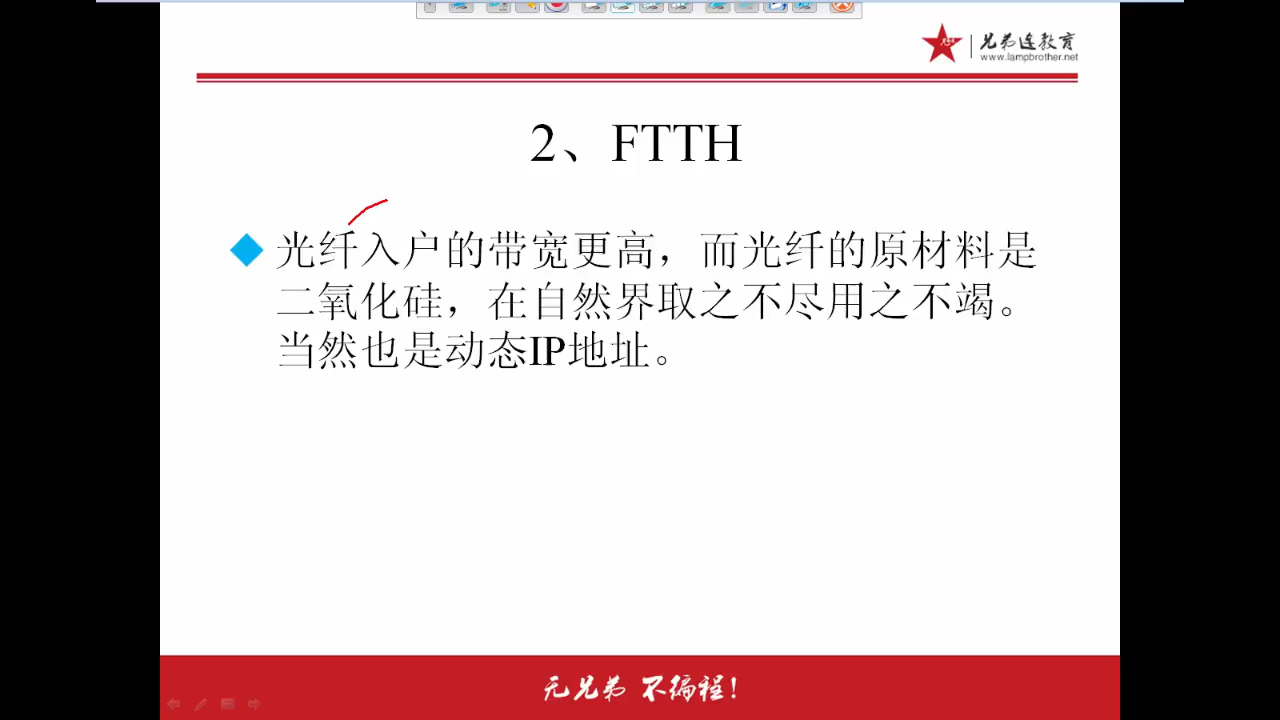 兄弟连教育
www.lampbrother.net
2、FTTH
光纤入户的带宽更高，而光纤的原材料是
二氧化硅，在自然界取之不尽用之不竭。
当然也是动态IP地址。
无兄弟 不编程！